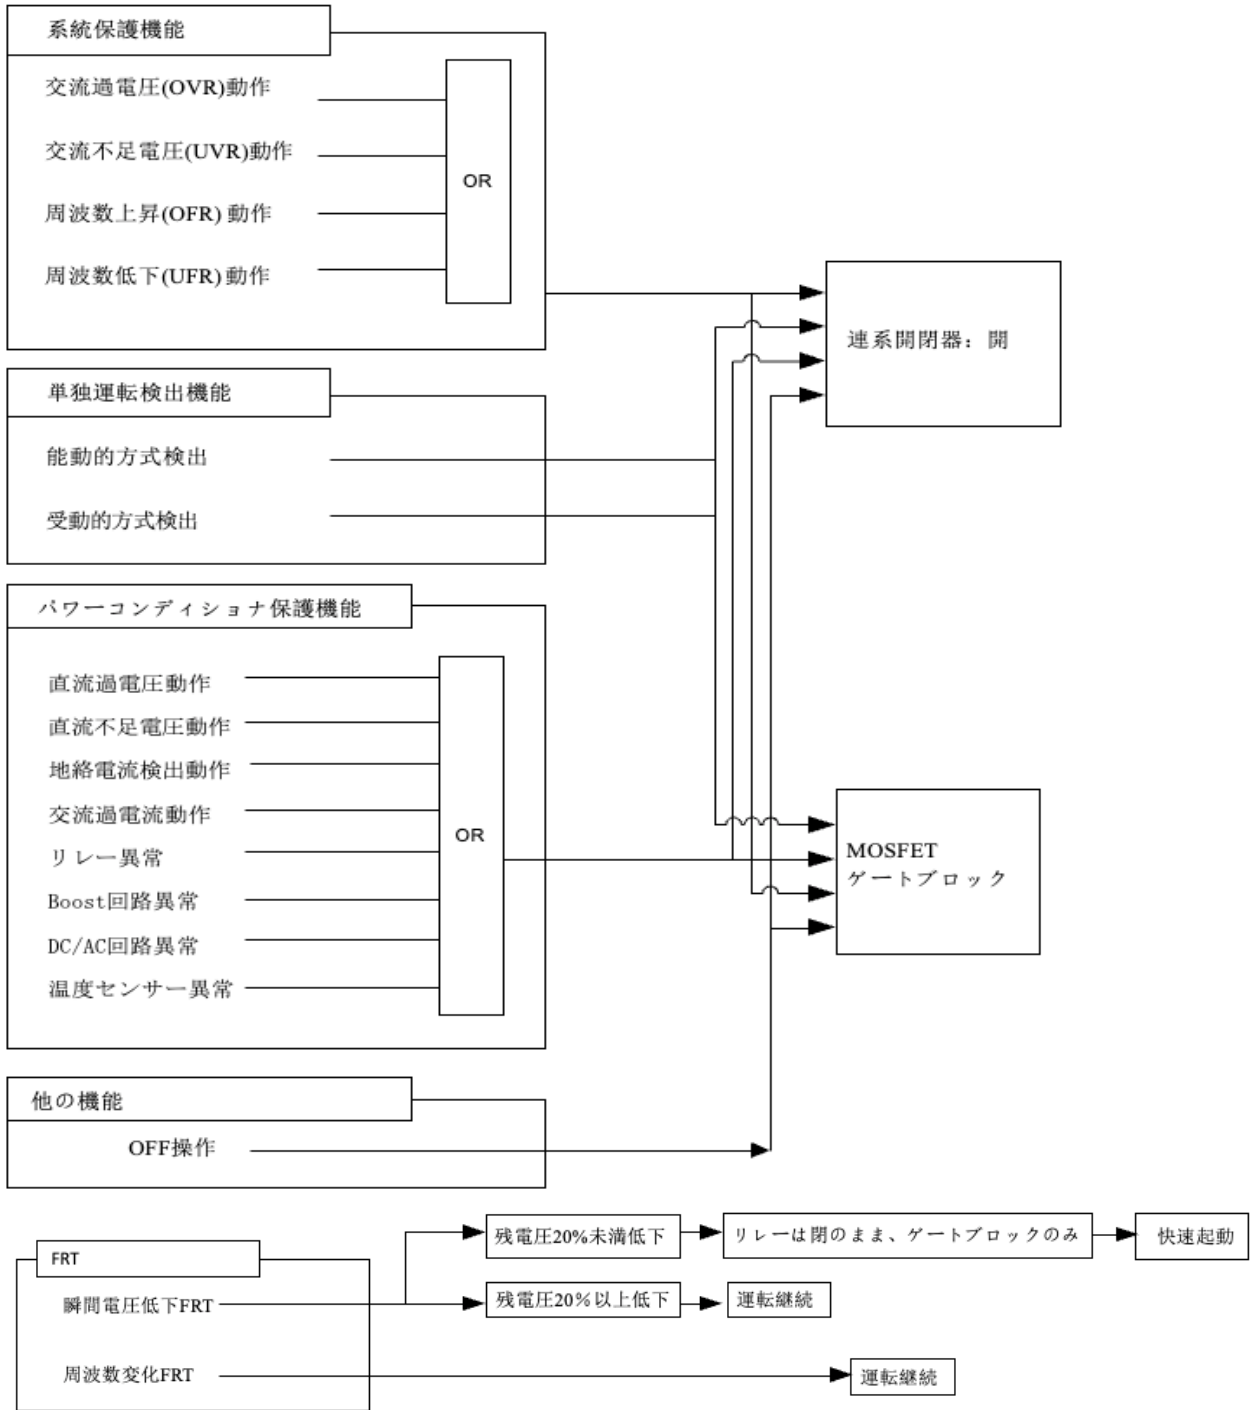 系統保護機能
交流過電圧(OVR)動作
交流不足電圧(UVR)動作
周波数上昇(OFR) 動作
周波数低下(UFR) 動作
OR
連系開閉器：開
単独運転検出機能
能動的方式検出
受動的方式検出
パワーコンディショナ保護機能
直流過電圧動作
直流不足電圧動作
地絡電流検出動作
交流過電流動作
リレー異常
Boost回路異常
DC/AC回路異常
温度センサー異常
OR
MOSFET
ゲートブロック
他の機能
OFF操作
FRT
瞬間電圧低下FRT
残電圧20%未満低下
リレーは閉のまま、ゲートブロックのみ
快速起動
残電圧20%以上低下
運転継続
周波数変化FRT
運転継続